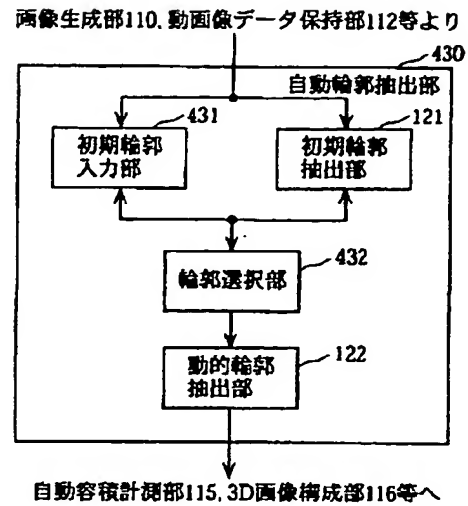 画像生成部110、動画像データ保持部112等より
430
自動輪郭抽出部
431
121
初期輪郭
入力部
初期輪郭
抽出部
432
輪郭選択部
122
動的輪郭
抽出部
自動容積計測部115、3D画像構成部116等へ